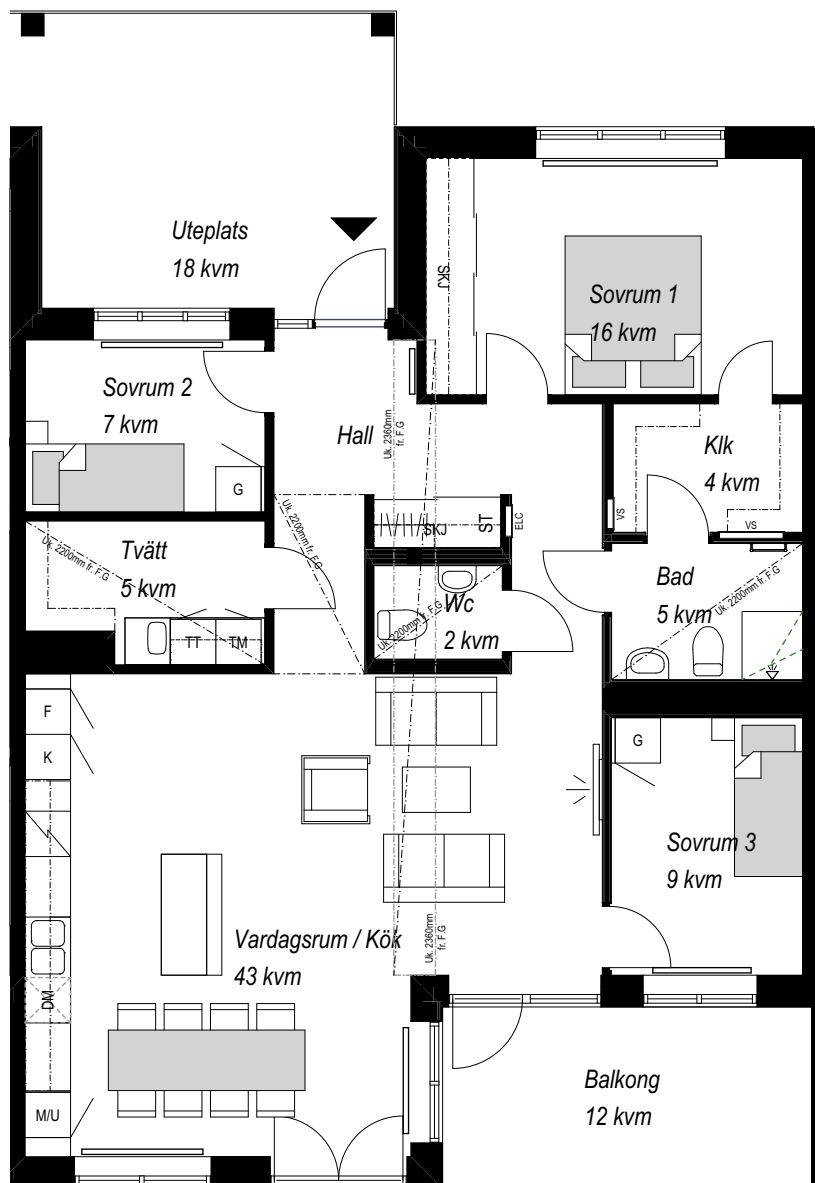 Uteplats
18 kvm
SKJ
Sovrum 1
16 kvm
Sovrum 2
7 kvm
G
Hall
Uk. 2360mm
fr. F.G
Klk
4 kvm
VS
VS
SKJ
ST
ELC
Uk. 2200mm fr. F.G
Tvätt
5 kvm
Uk. 2200mm fr. F.G
TT
TM
Wc
2 kvm
Uk. 2200mm fr. F.G
Bad
5 kvm
Uk. 2200mm fr. F.G
F
K
G
Sovrum 3
9 kvm
Vardagsrum / Kök
43 kvm
Uk. 2360mm
fr. F.G
DM
M/U
Balkong
12 kvm